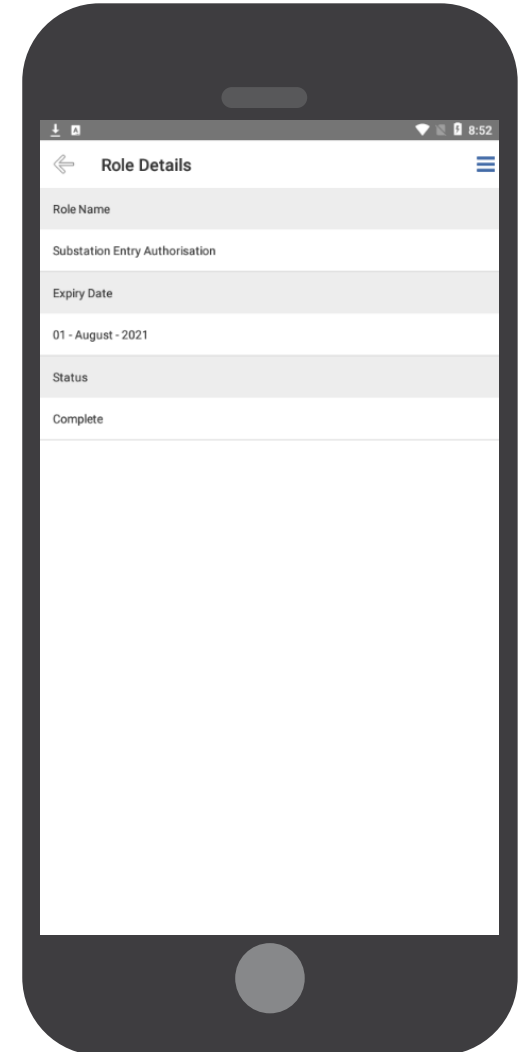 8:52
Role Details
Role Name
Substation Entry Authorisation
Expiry Date
01 - August - 2021
Status
Complete